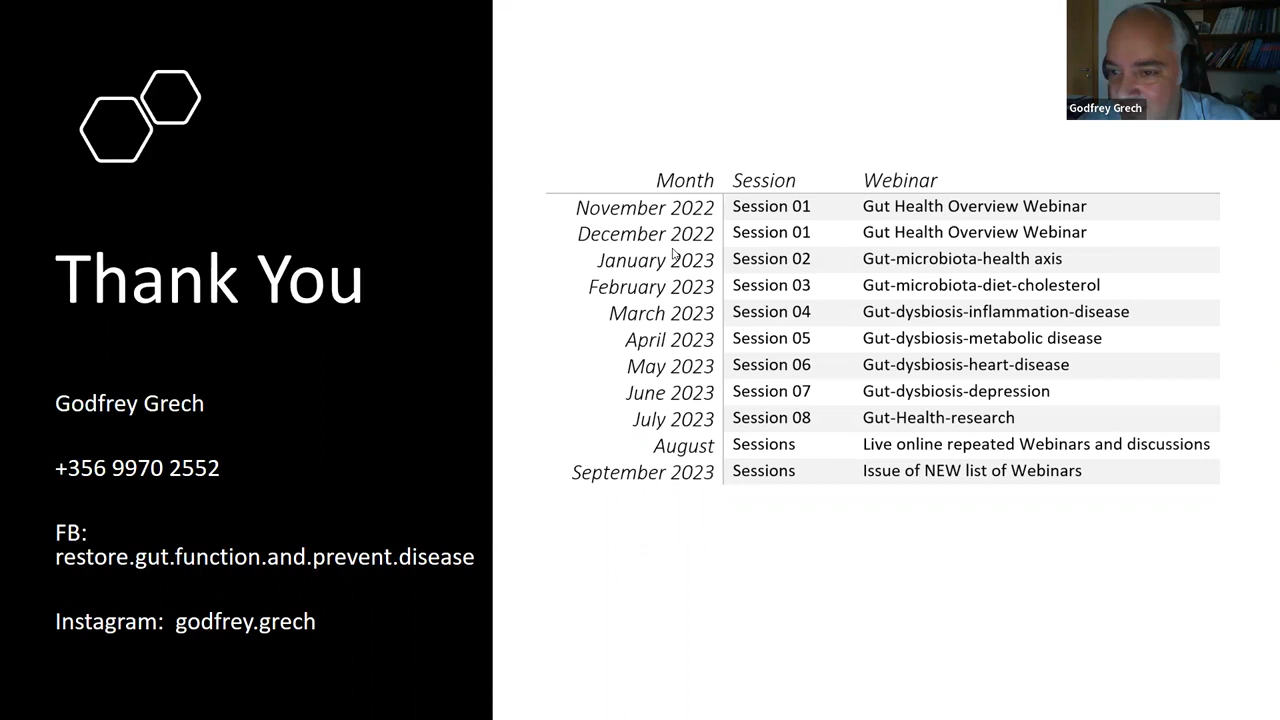 Thank You
Godfrey Grech
+356 9970 2552
FB:
restore.gut.function.and.prevent.disease
Instagram:  godfrey.grech
Godfrey Grech
Month Session Webinar
November 2022 Session 01 Gut Health Overview Webinar
December 2022 Session 01 Gut Health Overview Webinar
January 2023 Session 02 Gut-microbiota-health axis
February 2023 Session 03 Gut-microbiota-diet-cholesterol
March 2023 Session 04 Gut-dysbiosis-inflammation-disease
April 2023 Session 05 Gut-dysbiosis-metabolic disease
May 2023 Session 06 Gut-dysbiosis-heart-disease
June 2023 Session 07 Gut-dysbiosis-depression
July 2023 Session 08 Gut-Health-research
August Sessions Live online repeated Webinars and discussions
September 2023 Sessions Issue of NEW list of Webinars